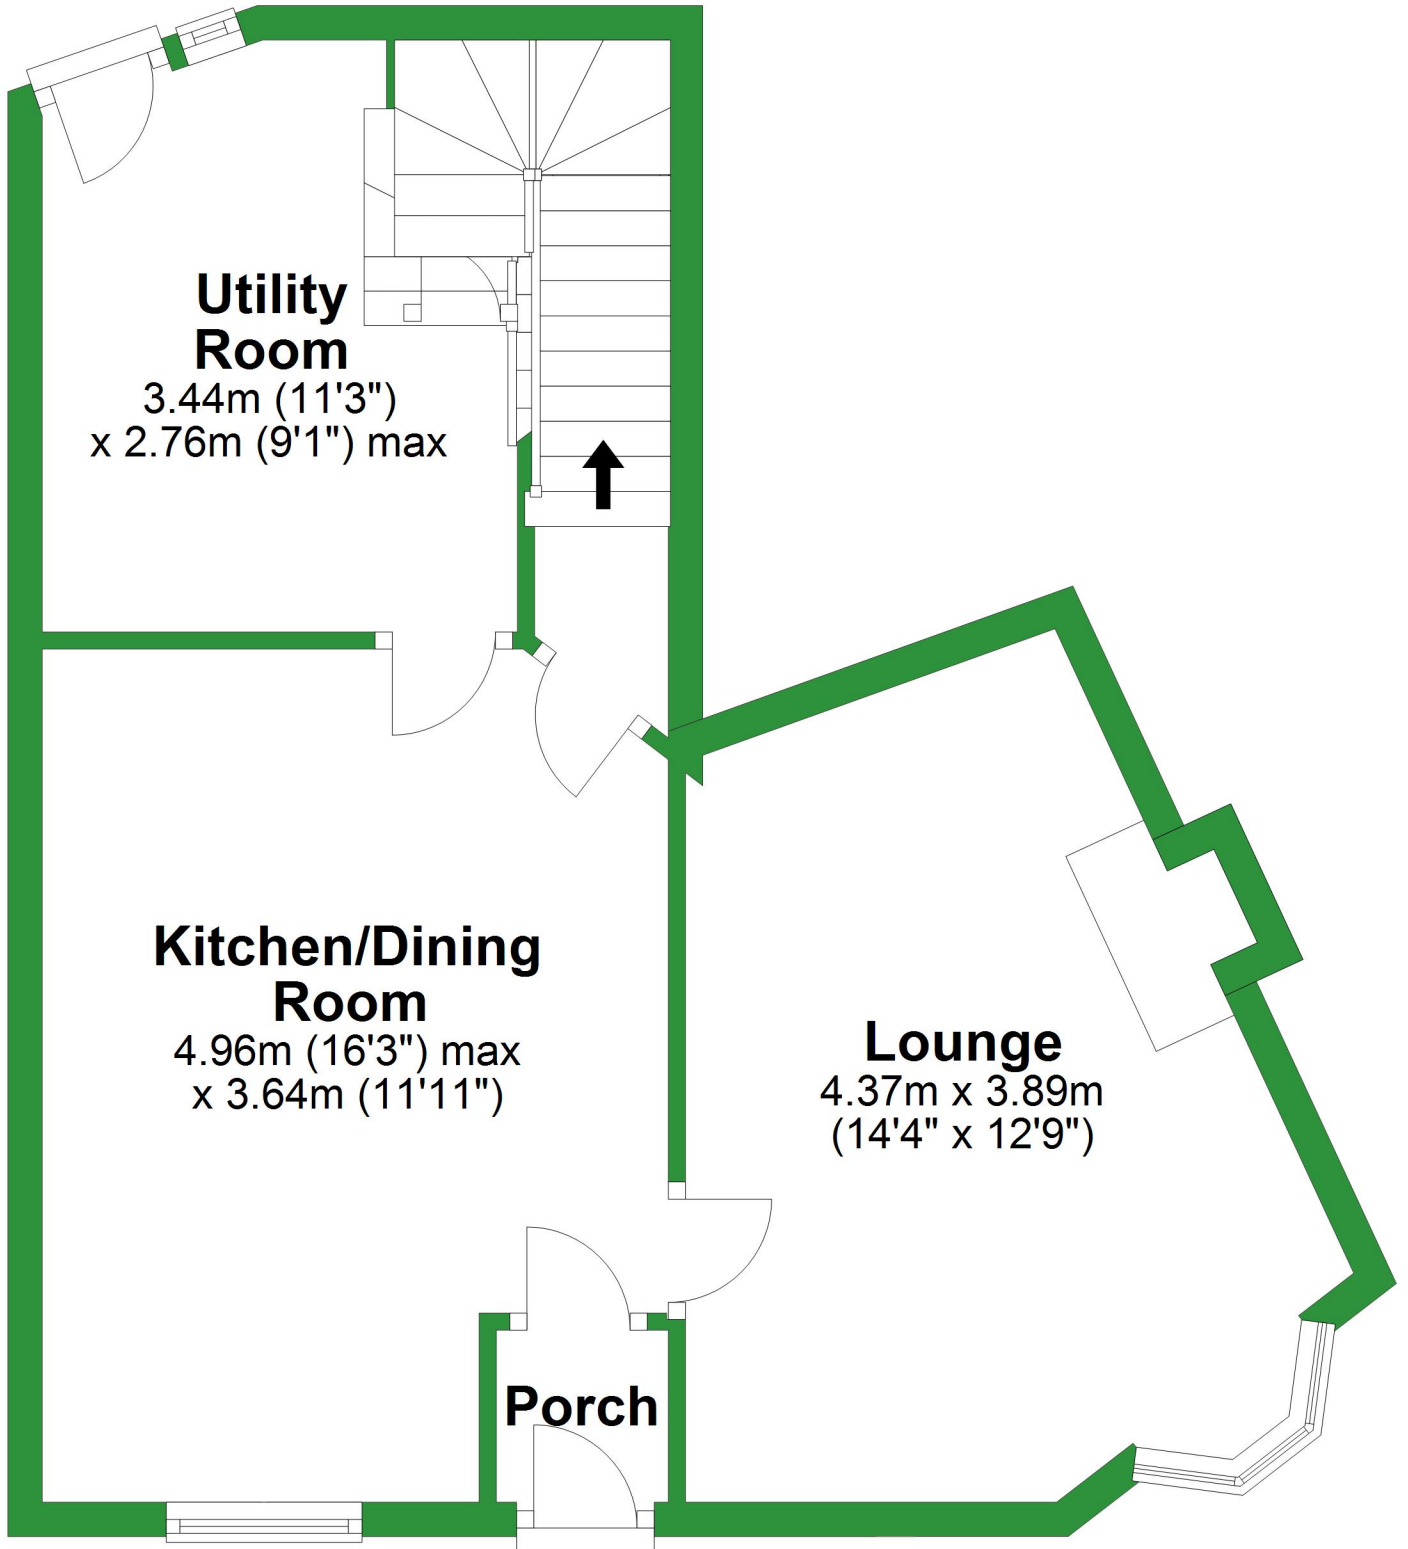 Utility
Room
3.44m (11'3")
x 2.76m (9'1") max
Kitchen/Dining
Room
4.96m (16'3") max
x 3.64m (11'11")
Lounge
4.37m x 3.89m
(14'4" x 12'9")
Porch